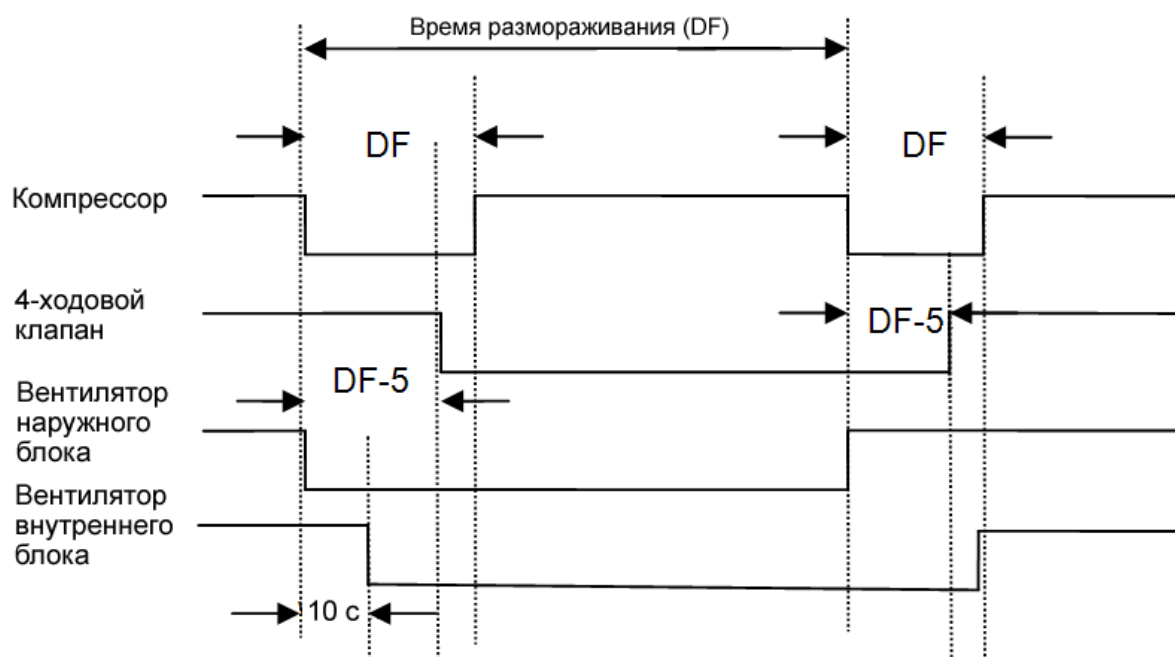 Время размораживания (DF)
DF
DF
Компрессор
4-ходовой
клапан
DF-5
DF-5
Вентилятор
наружного
блока
Вентилятор
внутреннего
блока
10 с